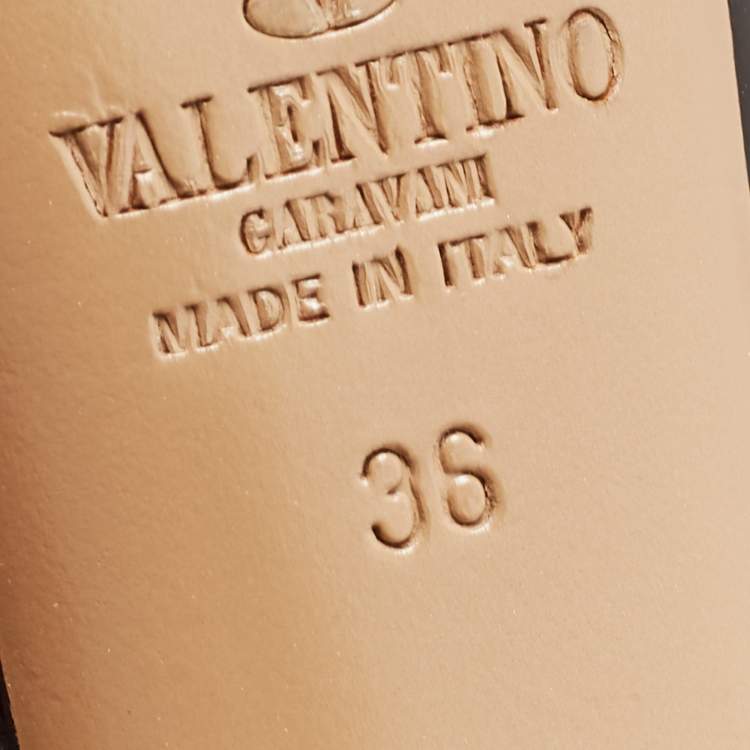 VALENTINO
GARAVANI
MADE IN ITALY
36